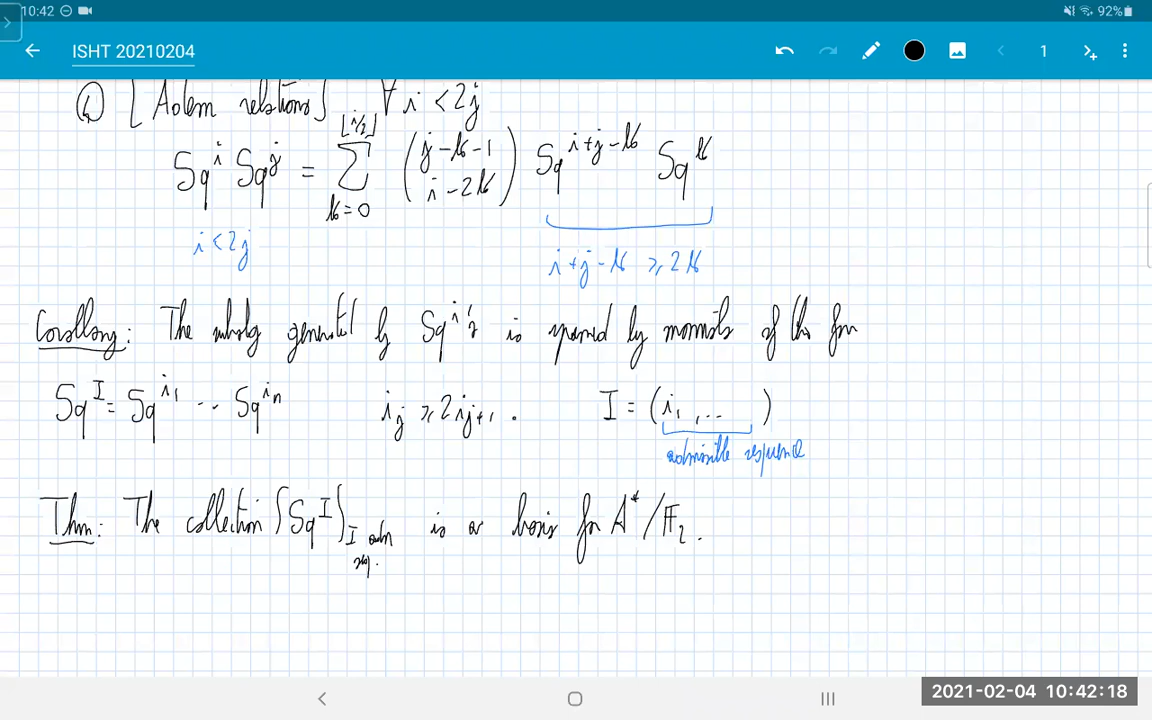 10:42
92%
ISHT 20210204
1
④ [Adem relations] ∀ i < 2j
Sq^i Sq^j = ∑_{k=0}^{⌊i/2⌋} \binom{j-k-1}{i-2k} Sq^{i+j-k} Sq^k
i < 2j
i+j-k ≥ 2k
Corollary: The subalg generated by Sq^i's is spanned by monomials of the form
Sq^I = Sq^{i_1} ... Sq^{i_n} i_j ≥ 2i_{j+1}. I = (i_1, ... )
admissible sequence
Thm: The collection {Sq^I}_{I adm seq.} is a basis for A^*/F_2.
2021-02-04 10:42:18